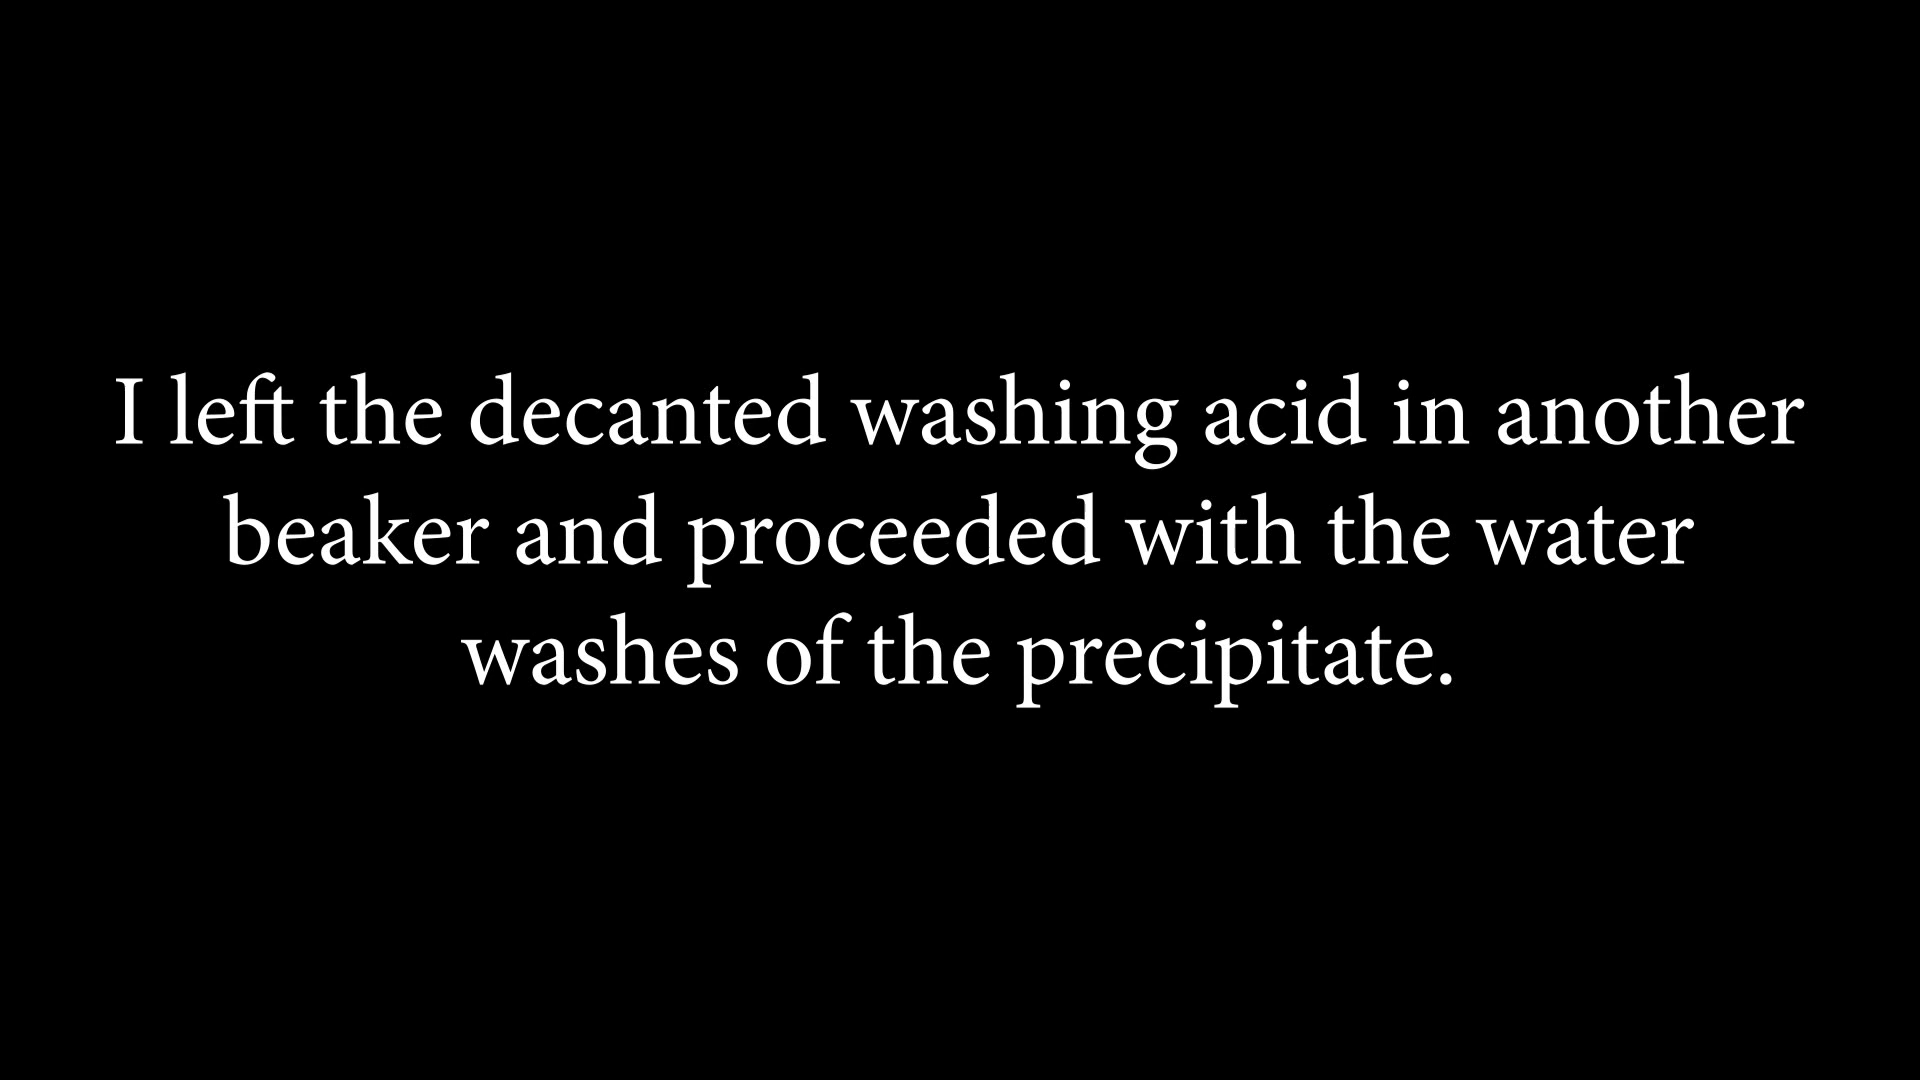 I left the decanted washing acid in another
beaker and proceeded with the water
washes of the precipitate.